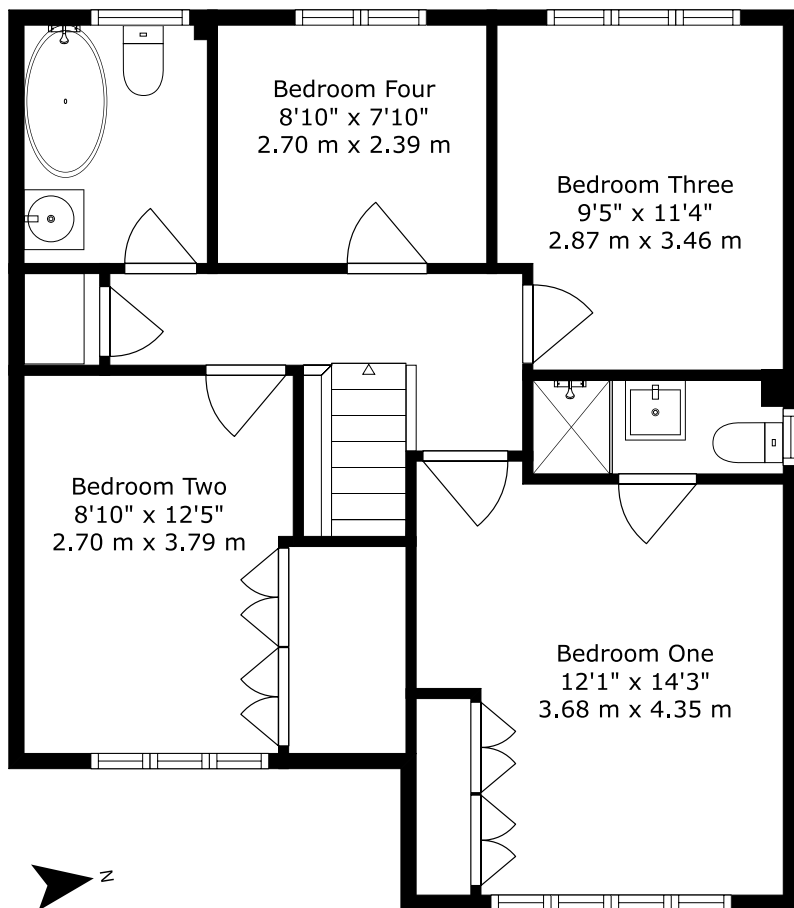 Bedroom Four
8'10" x 7'10"
2.70 m x 2.39 m
Bedroom Three
9'5" x 11'4"
2.87 m x 3.46 m
Bedroom Two
8'10" x 12'5"
2.70 m x 3.79 m
Bedroom One
12'1" x 14'3"
3.68 m x 4.35 m
N